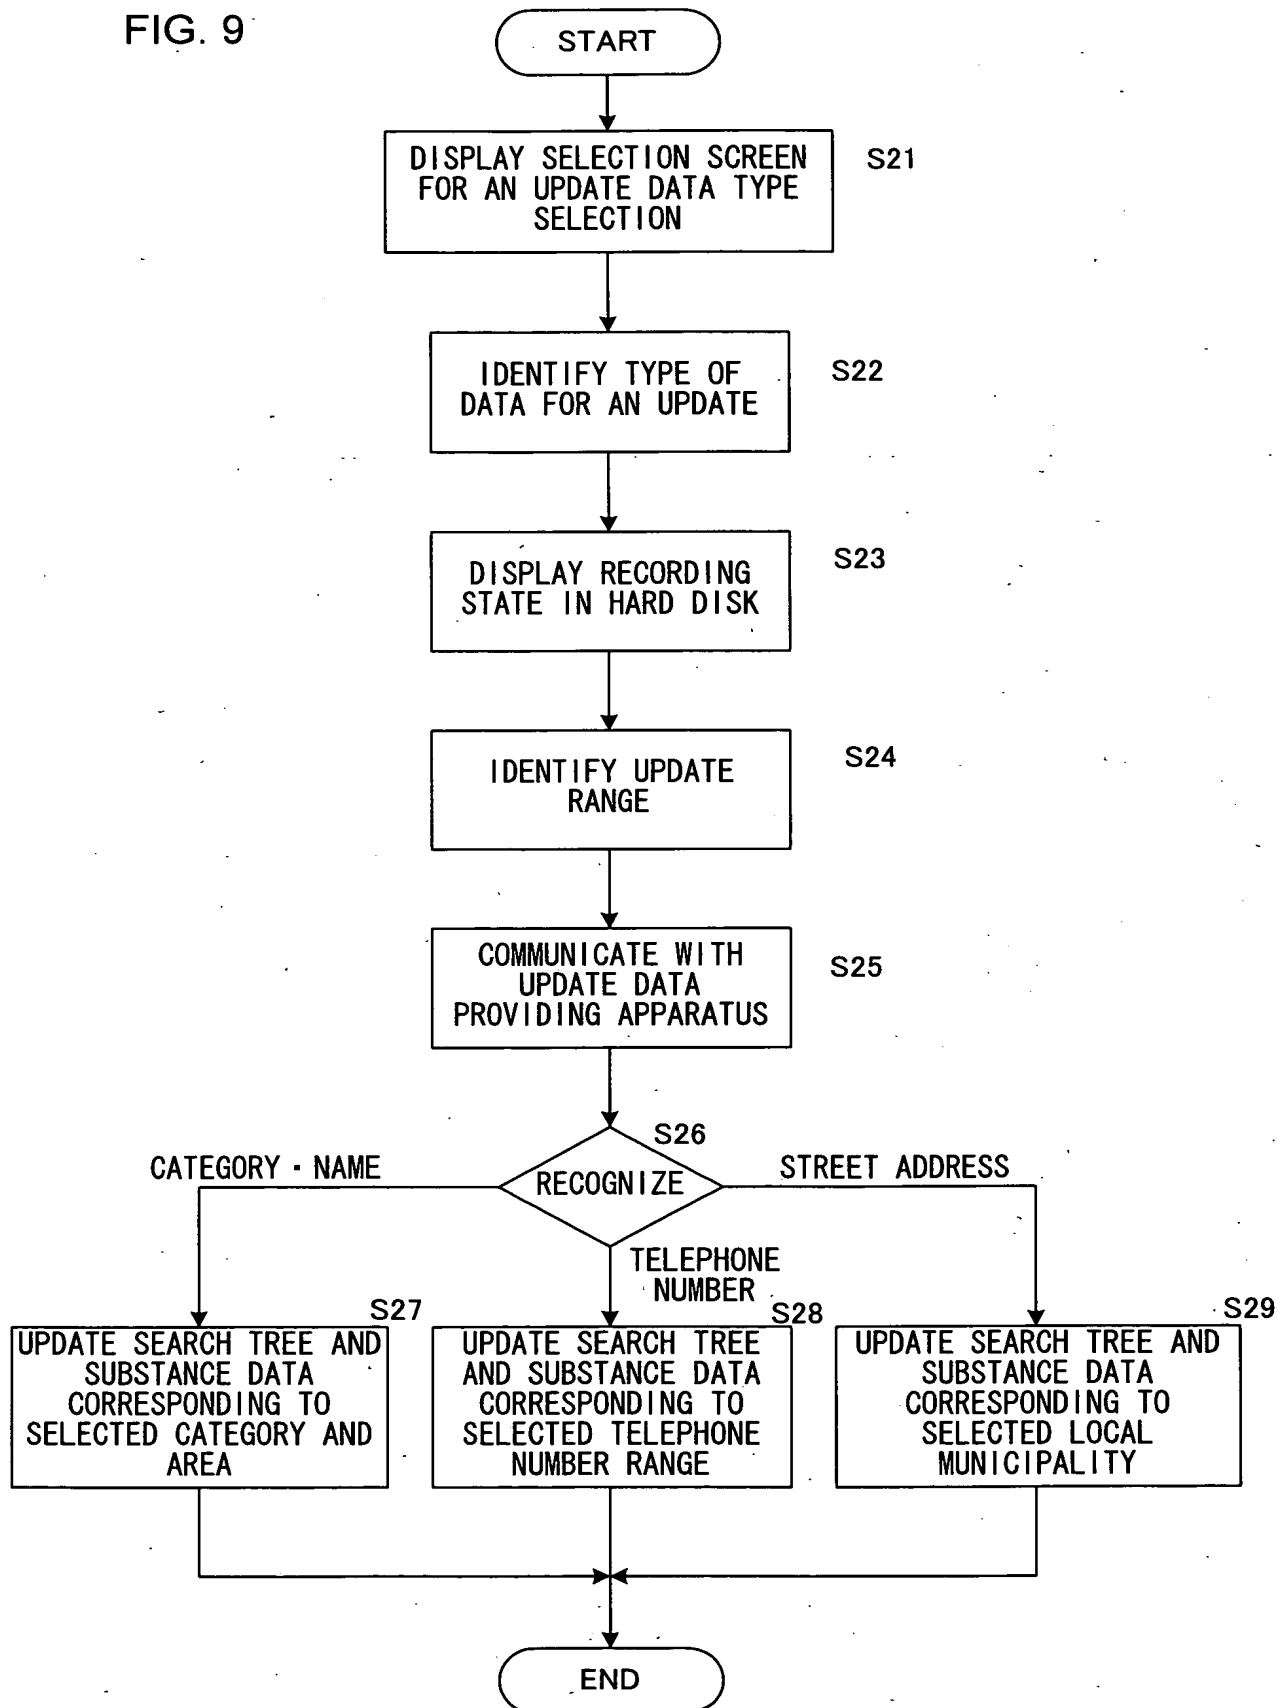 FIG. 9
START
DISPLAY SELECTION SCREEN
FOR AN UPDATE DATA TYPE
SELECTION
S21
IDENTIFY TYPE OF
DATA FOR AN UPDATE
S22
DISPLAY RECORDING
STATE IN HARD DISK
S23
IDENTIFY UPDATE
RANGE
S24
COMMUNICATE WITH
UPDATE DATA
PROVIDING APPARATUS
S25
S26
RECOGNIZE
CATEGORY・NAME
STREET ADDRESS
TELEPHONE
NUMBER
S27
UPDATE SEARCH TREE AND
SUBSTANCE DATA
CORRESPONDING TO
SELECTED CATEGORY AND
AREA
S28
UPDATE SEARCH TREE
AND SUBSTANCE DATA
CORRESPONDING TO
SELECTED TELEPHONE
NUMBER RANGE
S29
UPDATE SEARCH TREE AND
SUBSTANCE DATA
CORRESPONDING TO
SELECTED LOCAL
MUNICIPALITY
END